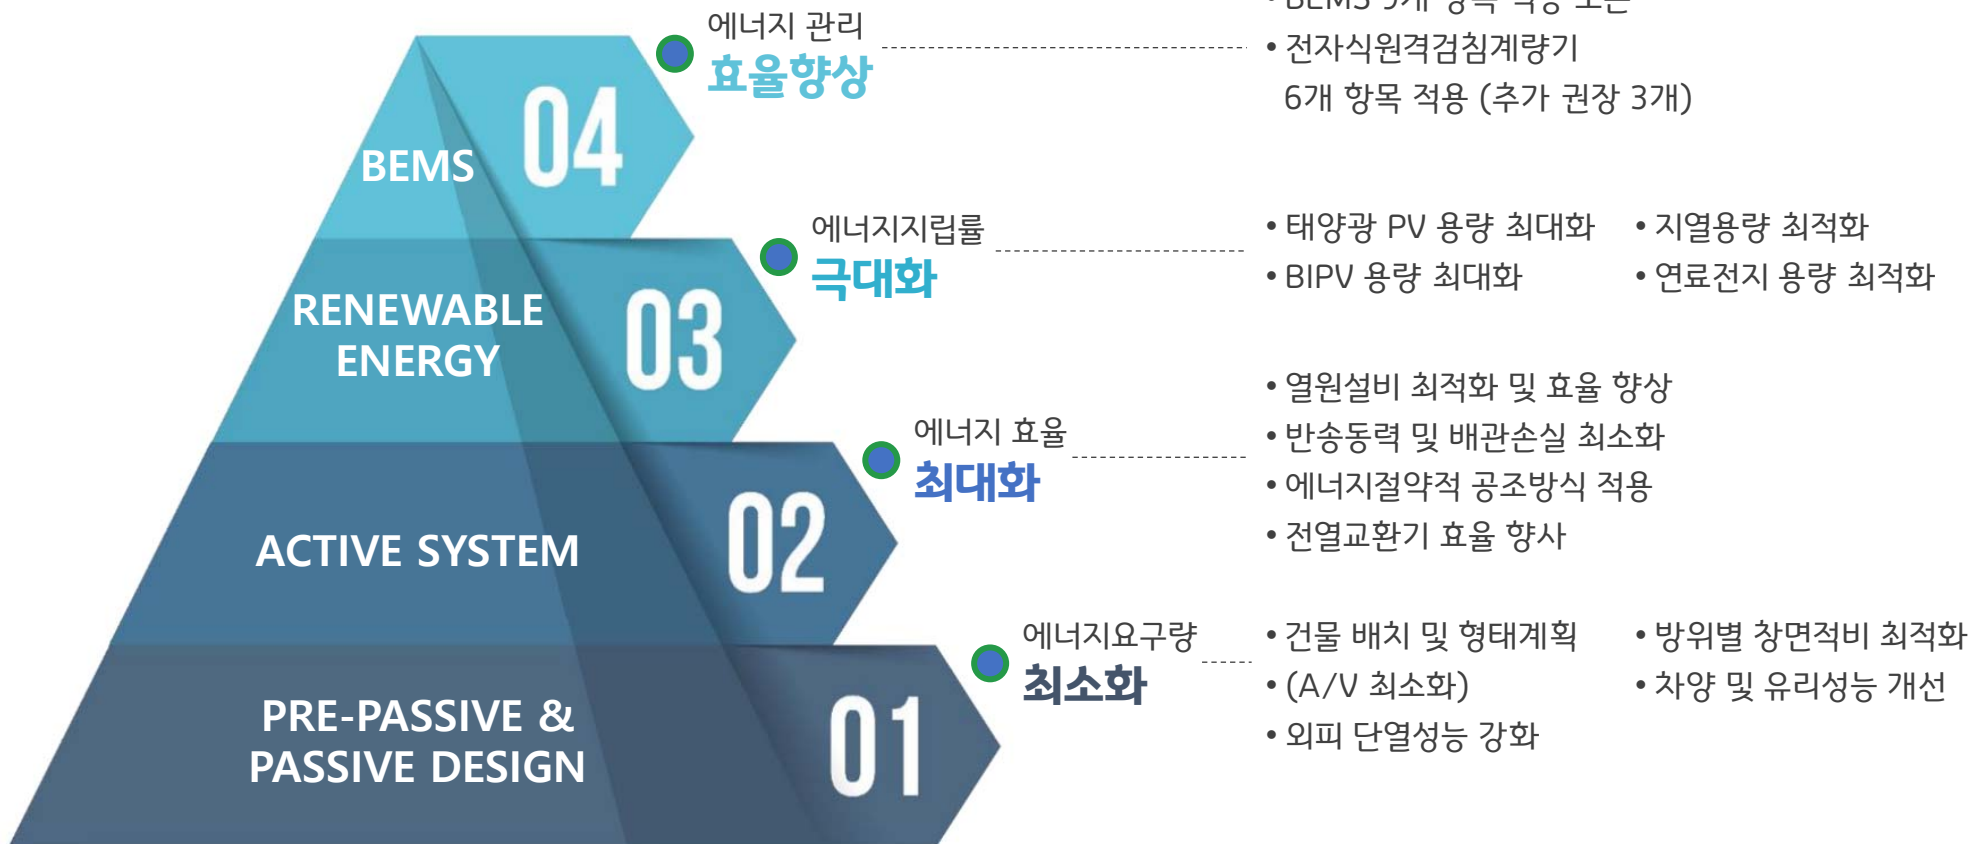 에너지 관리
효율향상
• 전자식원격검침계량기
6개 항목 적용 (추가 권장 3개)
04
BEMS
에너지지립률
극대화
• 태양광 PV 용량 최대화 • 지열용량 최적화
• BIPV 용량 최대화 • 연료전지 용량 최적화
03
RENEWABLE
ENERGY
에너지 효율
최대화
• 열원설비 최적화 및 효율 향상
• 반송동력 및 배관손실 최소화
• 에너지절약적 공조방식 적용
• 전열교환기 효율 향사
02
ACTIVE SYSTEM
에너지요구량
최소화
• 건물 배치 및 형태계획 • 방위별 창면적비 최적화
• (A/V 최소화) • 차양 및 유리성능 개선
• 외피 단열성능 강화
01
PRE-PASSIVE &
PASSIVE DESIGN